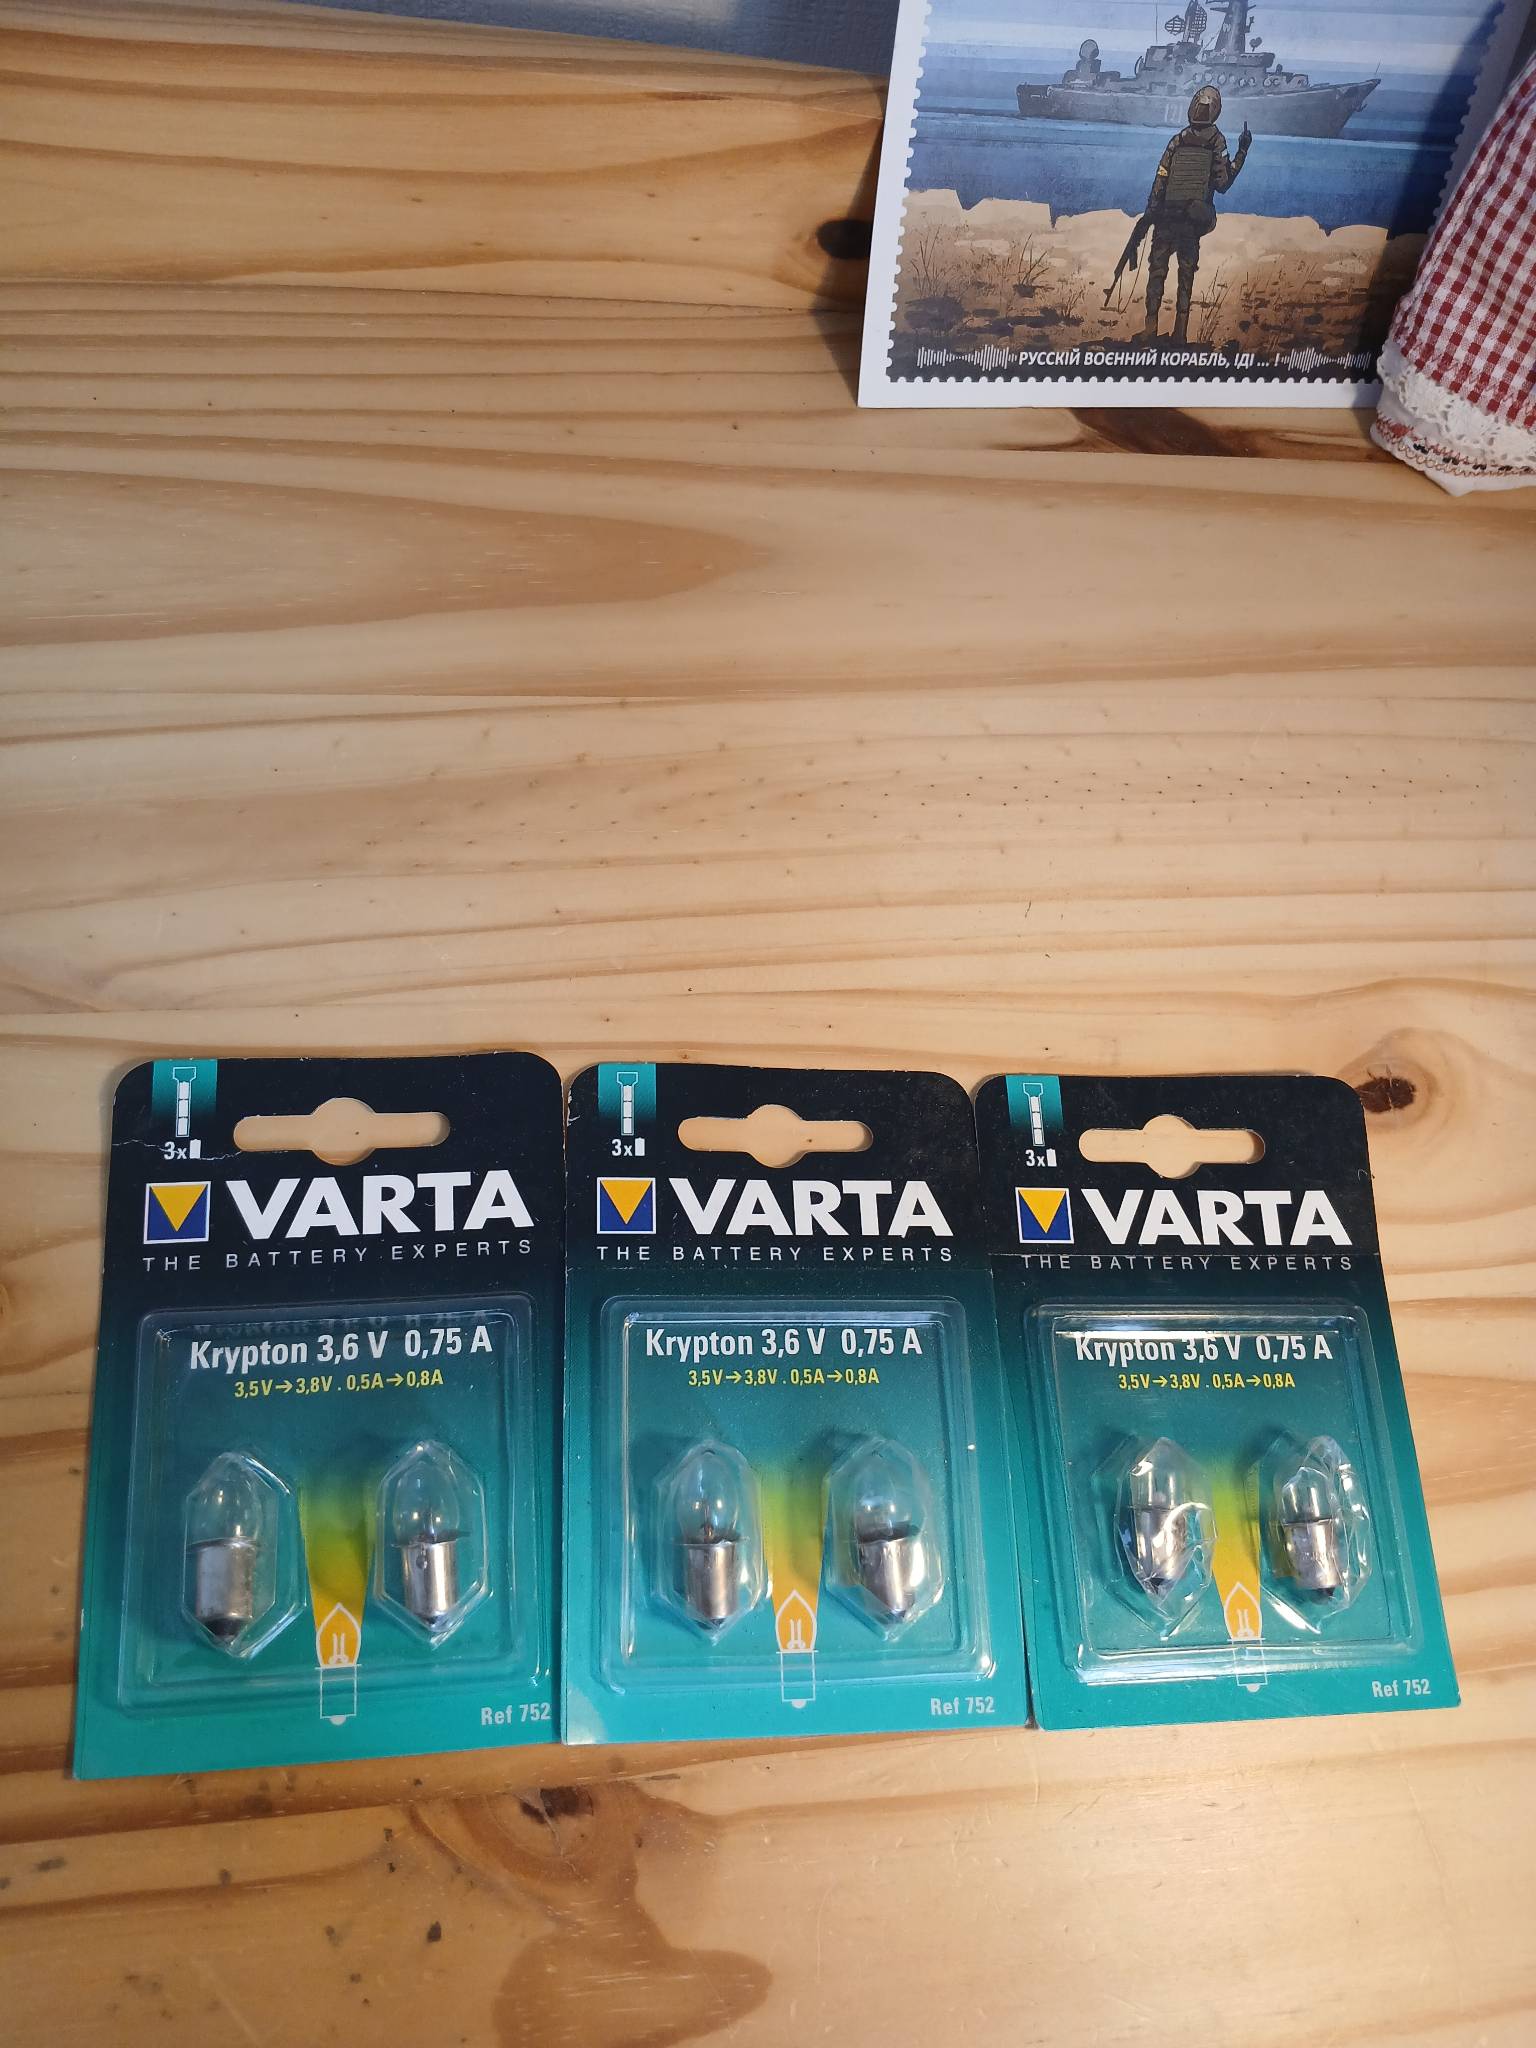 РУССКІЙ ВОЄННИЙ КОРАБЛЬ, ІДІ ... !
3x
VARTA
THE BATTERY EXPERTS
Krypton 3,6 V 0,75 A
3,5V→3,8V . 0,5A→0,8A
Ref 752
3x
VARTA
THE BATTERY EXPERTS
Krypton 3,6 V 0,75 A
3,5V→3,8V . 0,5A→0,8A
Ref 752
3x
VARTA
THE BATTERY EXPERTS
Krypton 3,6 V 0,75 A
3,5V→3,8V . 0,5A→0,8A
Ref 752